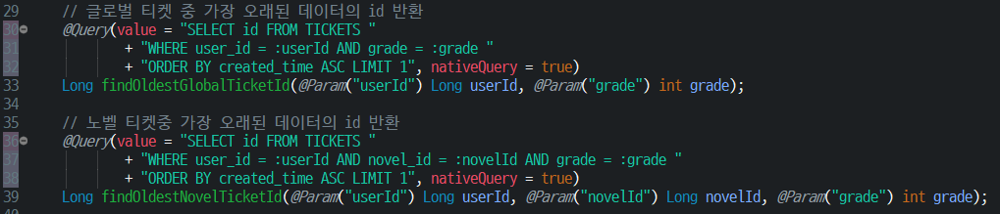 29 // 글로벌 티켓 중 가장 오래된 데이터의 id 반환
30 @Query(value = "SELECT id FROM TICKETS "
31 + "WHERE user_id = :userId AND grade = :grade "
32 + "ORDER BY created_time ASC LIMIT 1", nativeQuery = true)
33 Long findOldestGlobalTicketId(@Param("userId") Long userId, @Param("grade") int grade);
34
35 // 노벨 티켓중 가장 오래된 데이터의 id 반환
36 @Query(value = "SELECT id FROM TICKETS "
37 + "WHERE user_id = :userId AND novel_id = :novelId AND grade = :grade "
38 + "ORDER BY created_time ASC LIMIT 1", nativeQuery = true)
39 Long findOldestNovelTicketId(@Param("userId") Long userId, @Param("novelId") Long novelId, @Param("grade") int grade);